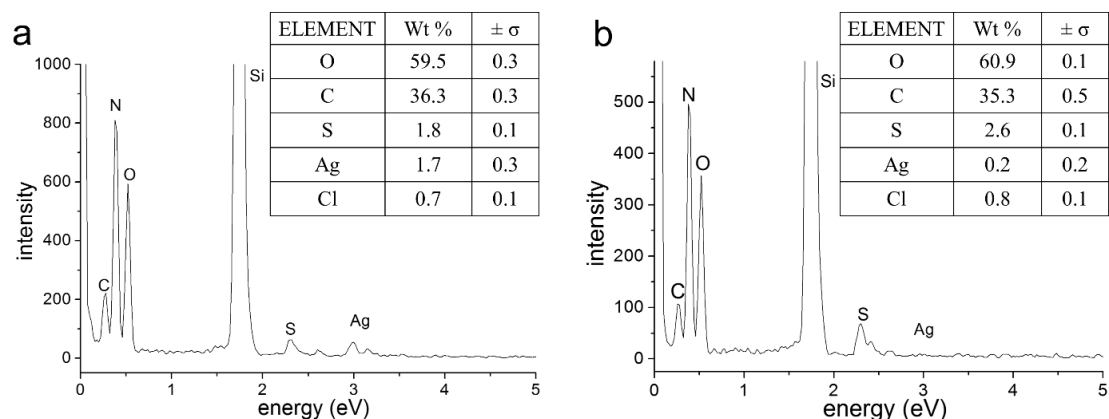 a
ELEMENT Wt % ± σ
O 59.5 0.3
C 36.3 0.3
S 1.8 0.1
Ag 1.7 0.3
Cl 0.7 0.1
1000
800
600
400
200
0
intensity
C
N
O
Si
S
Ag
0 1 2 3 4 5
energy (eV)
b
ELEMENT Wt % ± σ
O 60.9 0.1
C 35.3 0.5
S 2.6 0.1
Ag 0.2 0.2
Cl 0.8 0.1
500
400
300
200
100
0
intensity
C
N
O
Si
S
Ag
0 1 2 3 4 5
energy (eV)